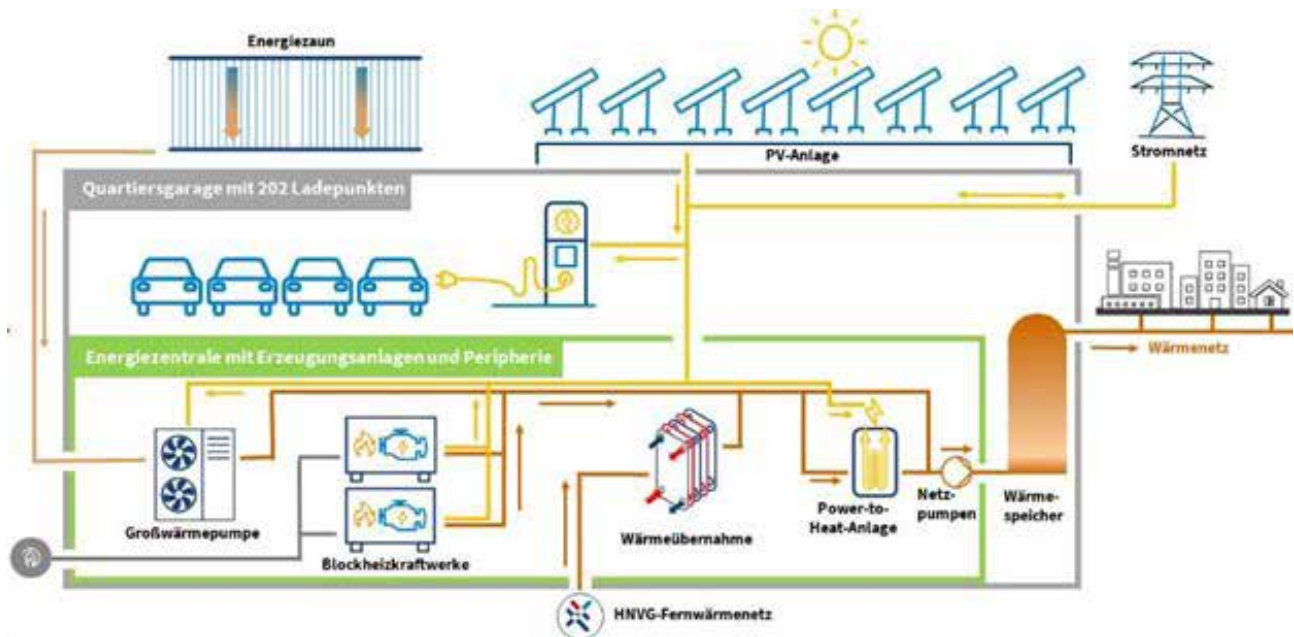 Energiezaun
PV-Anlage
Stromnetz
Quartiersgarage mit 202 Ladepunkten
Energiezentrale mit Erzeugungsanlagen und Peripherie
Wärmenetz
Großwärmepumpe
Blockheizkraftwerke
Wärmeübernahme
Power-to-
Heat-Anlage
Netz-
pumpen
Wärme-
speicher
HNVG-Fernwärmenetz